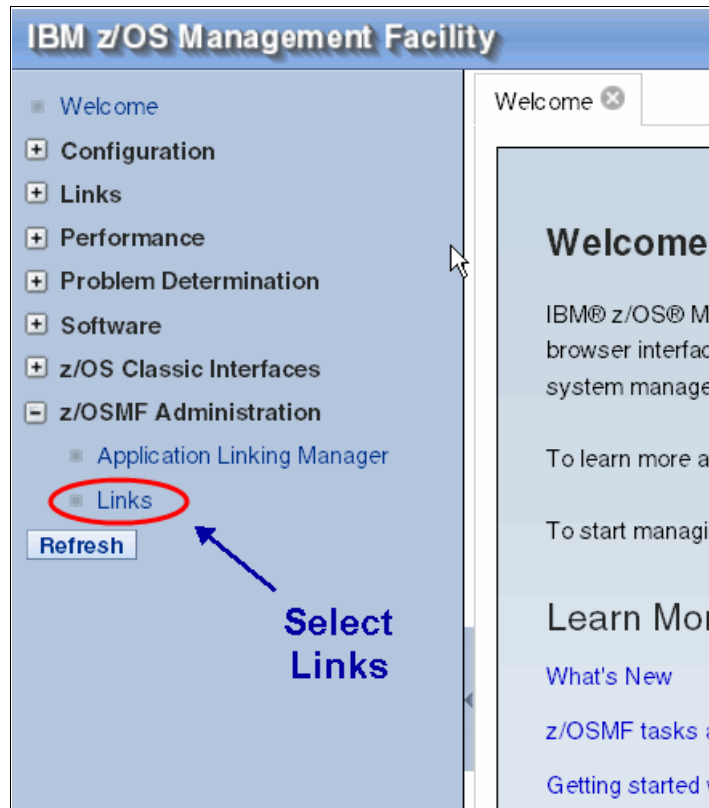 IBM z/OS Management Facility
Welcome
Configuration
Links
Performance
Problem Determination
Software
z/OS Classic Interfaces
z/OSMF Administration
Application Linking Manager
Links
Refresh
Select
Links
Welcome
Welcome
IBM® z/OS® M
browser interfac
system manage
To learn more a
To start managi
Learn Mor
What's New
z/OSMF tasks a
Getting started w